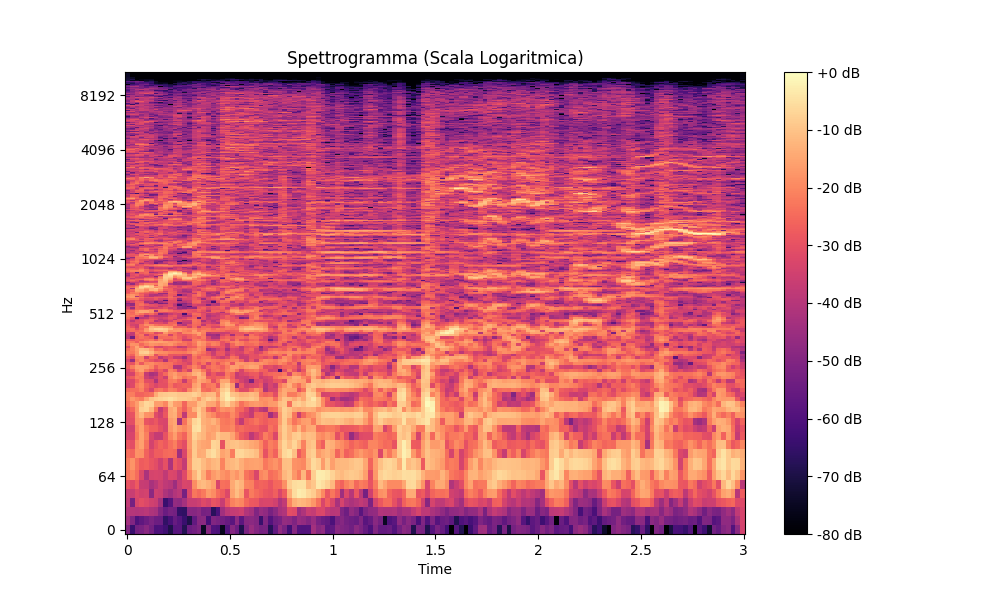 Spettrogramma (Scala Logaritmica)
Hz
8192
4096
2048
1024
512
256
128
64
0
0
0.5
1
1.5
2
2.5
3
Time
+0 dB
-10 dB
-20 dB
-30 dB
-40 dB
-50 dB
-60 dB
-70 dB
-80 dB